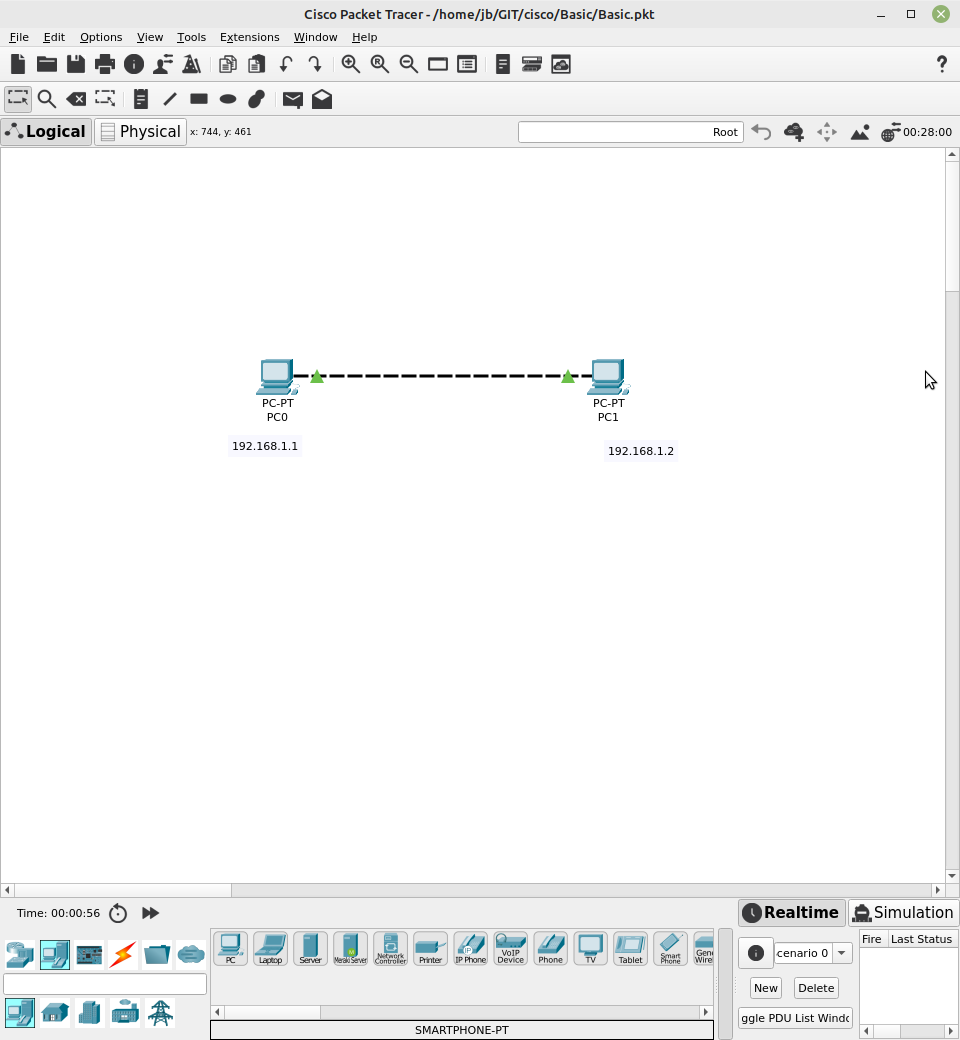 Cisco Packet Tracer - /home/jb/GIT/cisco/Basic/Basic.pkt
File Edit Options View Tools Extensions Window Help
?
Logical Physical x: 744, y: 461 Root 00:28:00
PC-PT
PC0
192.168.1.1
PC-PT
PC1
192.168.1.2
Time: 00:00:56 Realtime Simulation
PC Laptop Server Meraki Server Network Controller Printer IP Phone VoIP Device Phone TV Tablet Smart Phone
cenario 0
Fire Last Status
New Delete
ggle PDU List
SMARTPHONE-PT